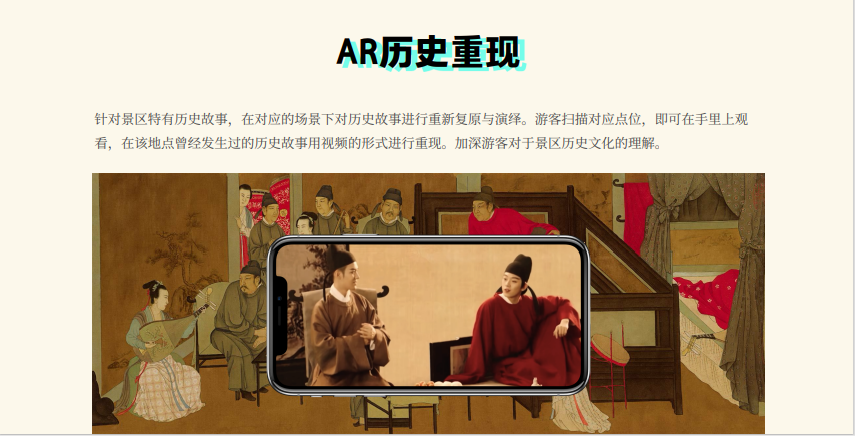 AR历史重现
针对景区特有历史故事，在对应的场景下对历史故事进行重新复原与演绎。游客扫描对应点位，即可在手里上观
看，在该地点曾经发生过的历史故事用视频的形式进行重现。加深游客对于景区历史文化的理解。